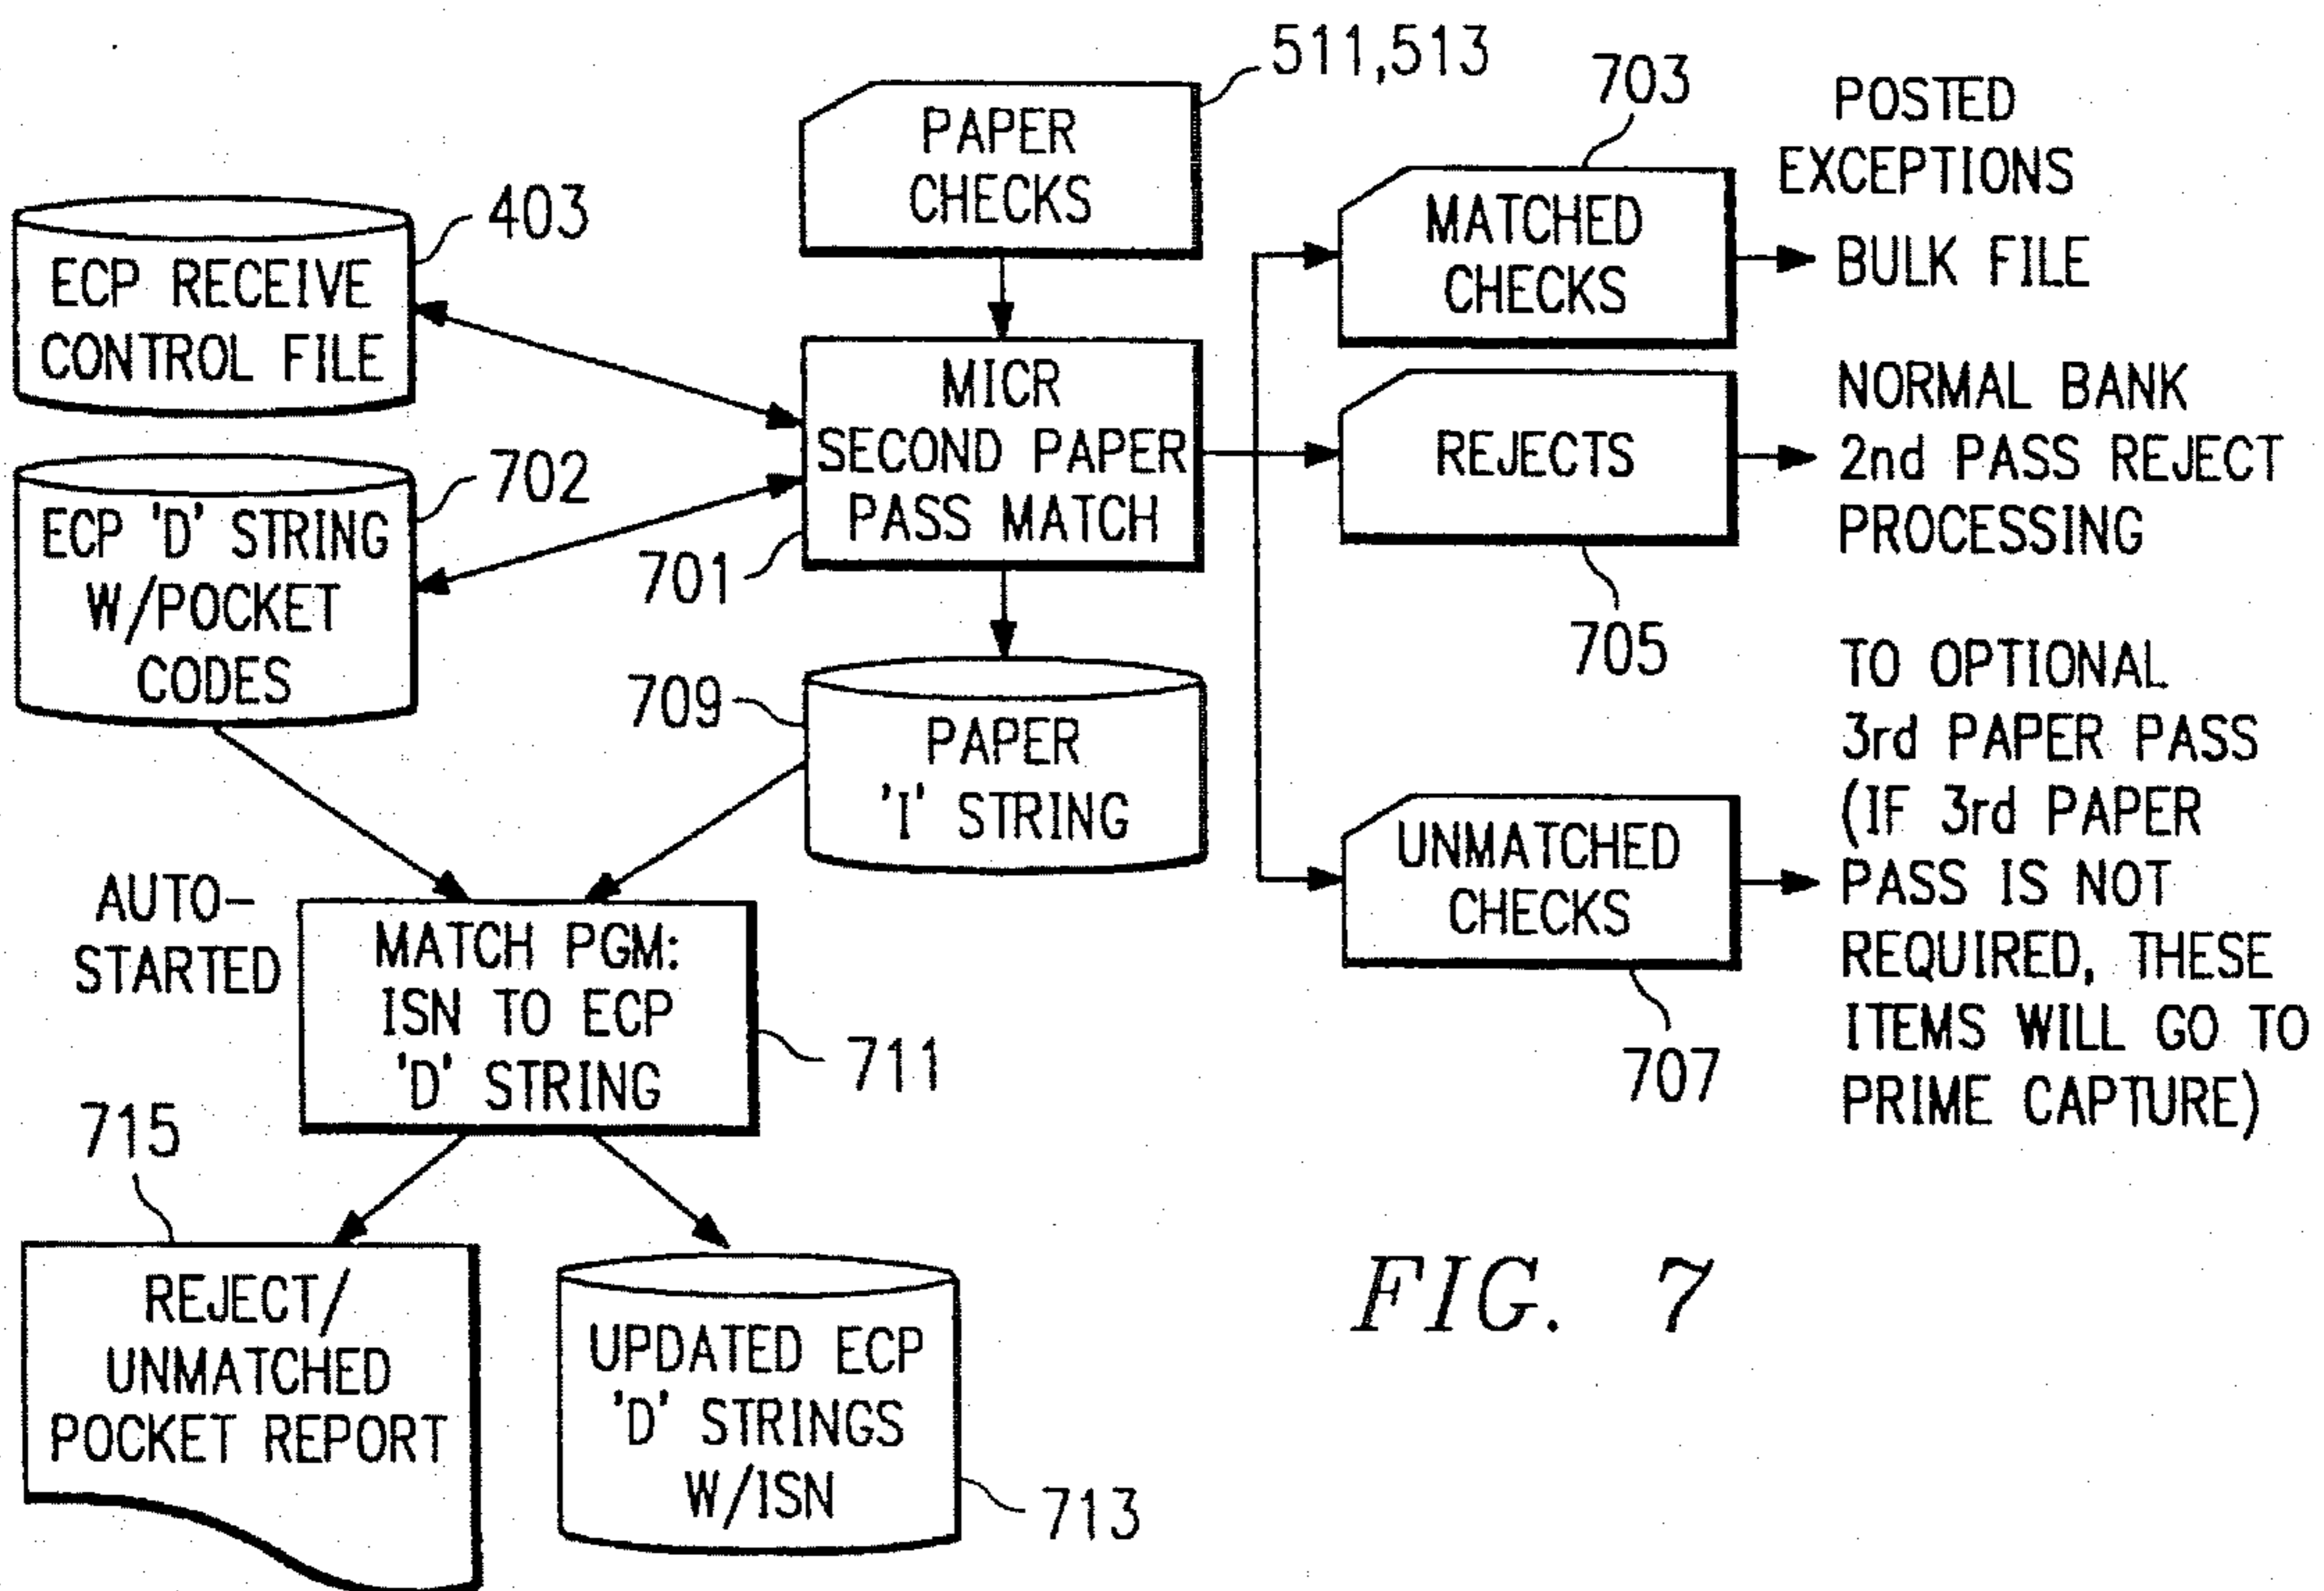 511,513
PAPER
CHECKS
703
POSTED
EXCEPTIONS
MATCHED
CHECKS
BULK FILE
403
ECP RECEIVE
CONTROL FILE
MICR
SECOND PAPER
PASS MATCH
701
REJECTS
705
NORMAL BANK
2nd PASS REJECT
PROCESSING
702
ECP 'D' STRING
W/POCKET
CODES
709
PAPER
'I' STRING
UNMATCHED
CHECKS
707
TO OPTIONAL
3rd PAPER PASS
(IF 3rd PAPER
PASS IS NOT
REQUIRED, THESE
ITEMS WILL GO TO
PRIME CAPTURE)
AUTO-
STARTED
MATCH PGM:
ISN TO ECP
'D' STRING
711
715
REJECT/
UNMATCHED
POCKET REPORT
UPDATED ECP
'D' STRINGS
W/ISN
713
FIG. 7